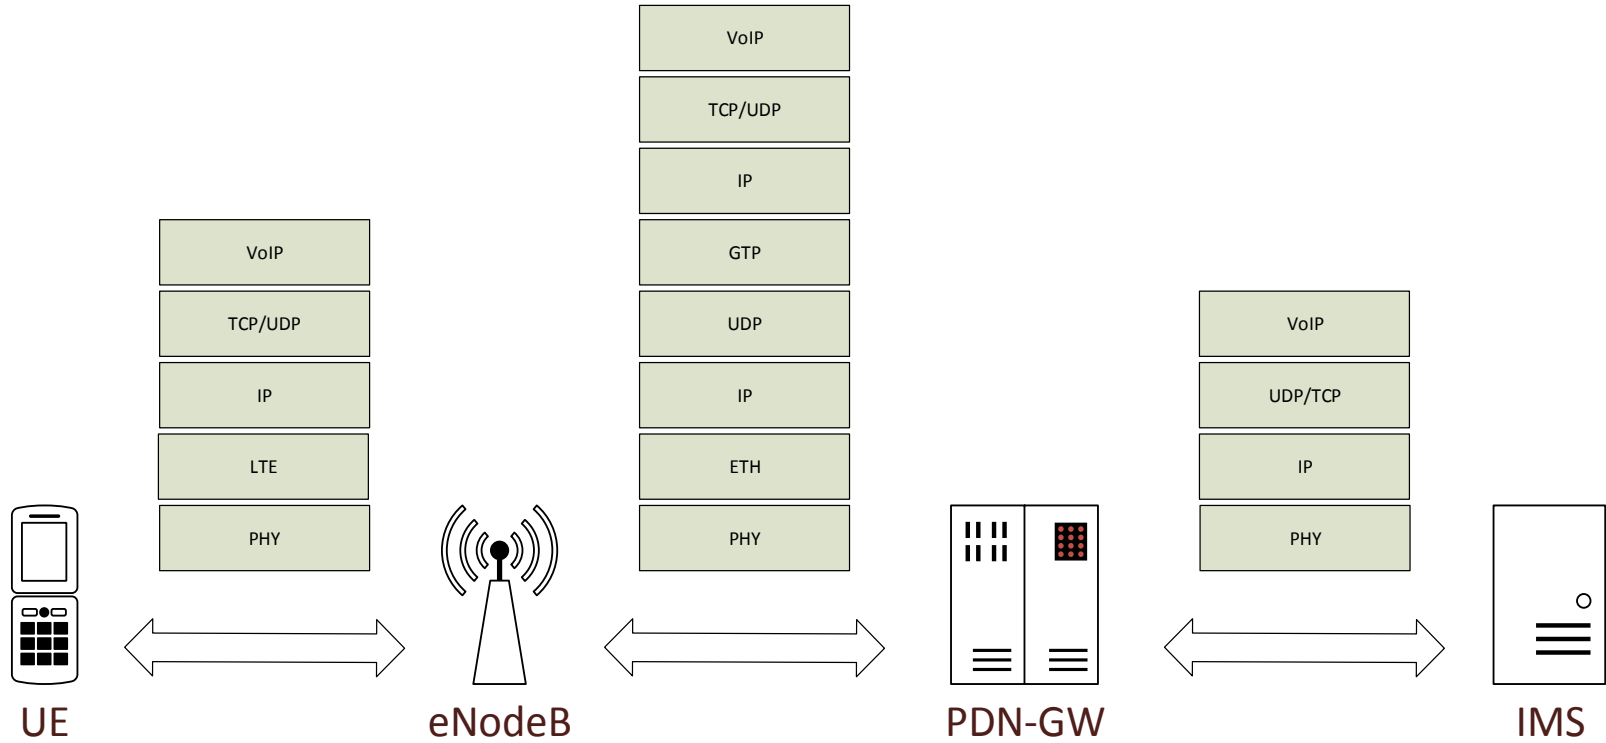 VoIP
TCP/UDP
IP
LTE
PHY
VoIP
TCP/UDP
IP
GTP
UDP
IP
ETH
PHY
VoIP
UDP/TCP
IP
PHY
UE
eNodeB
PDN-GW
IMS